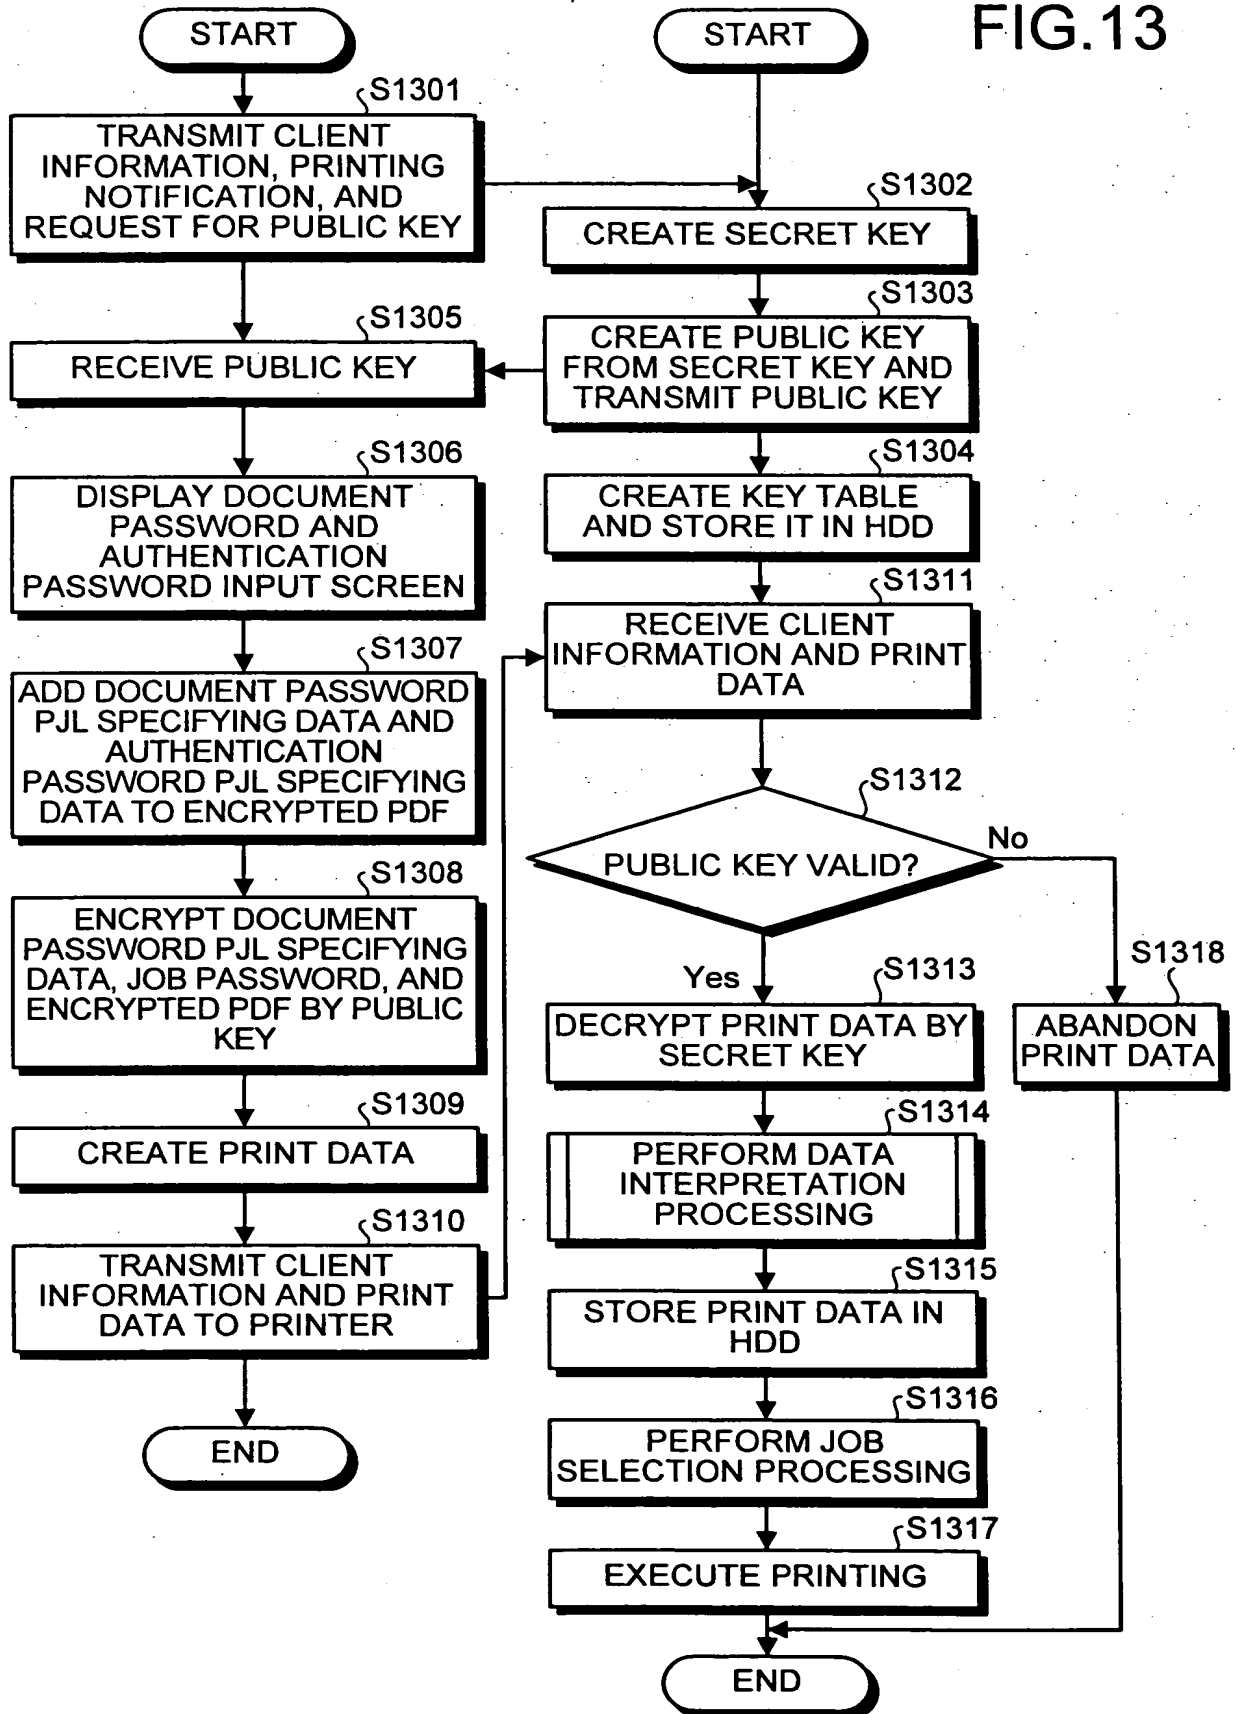 FIG.13
START
S1301
TRANSMIT CLIENT
INFORMATION, PRINTING
NOTIFICATION, AND
REQUEST FOR PUBLIC KEY
S1305
RECEIVE PUBLIC KEY
S1306
DISPLAY DOCUMENT
PASSWORD AND
AUTHENTICATION
PASSWORD INPUT SCREEN
S1307
ADD DOCUMENT PASSWORD
PJL SPECIFYING DATA AND
AUTHENTICATION
PASSWORD PJL SPECIFYING
DATA TO ENCRYPTED PDF
S1308
ENCRYPT DOCUMENT
PASSWORD PJL SPECIFYING
DATA, JOB PASSWORD, AND
ENCRYPTED PDF BY PUBLIC
KEY
S1309
CREATE PRINT DATA
S1310
TRANSMIT CLIENT
INFORMATION AND PRINT
DATA TO PRINTER
END
START
S1302
CREATE SECRET KEY
S1303
CREATE PUBLIC KEY
FROM SECRET KEY AND
TRANSMIT PUBLIC KEY
S1304
CREATE KEY TABLE
AND STORE IT IN HDD
S1311
RECEIVE CLIENT
INFORMATION AND PRINT
DATA
S1312
PUBLIC KEY VALID?
No
Yes
S1313
DECRYPT PRINT DATA BY
SECRET KEY
S1318
ABANDON
PRINT DATA
S1314
PERFORM DATA
INTERPRETATION
PROCESSING
S1315
STORE PRINT DATA IN
HDD
S1316
PERFORM JOB
SELECTION PROCESSING
S1317
EXECUTE PRINTING
END